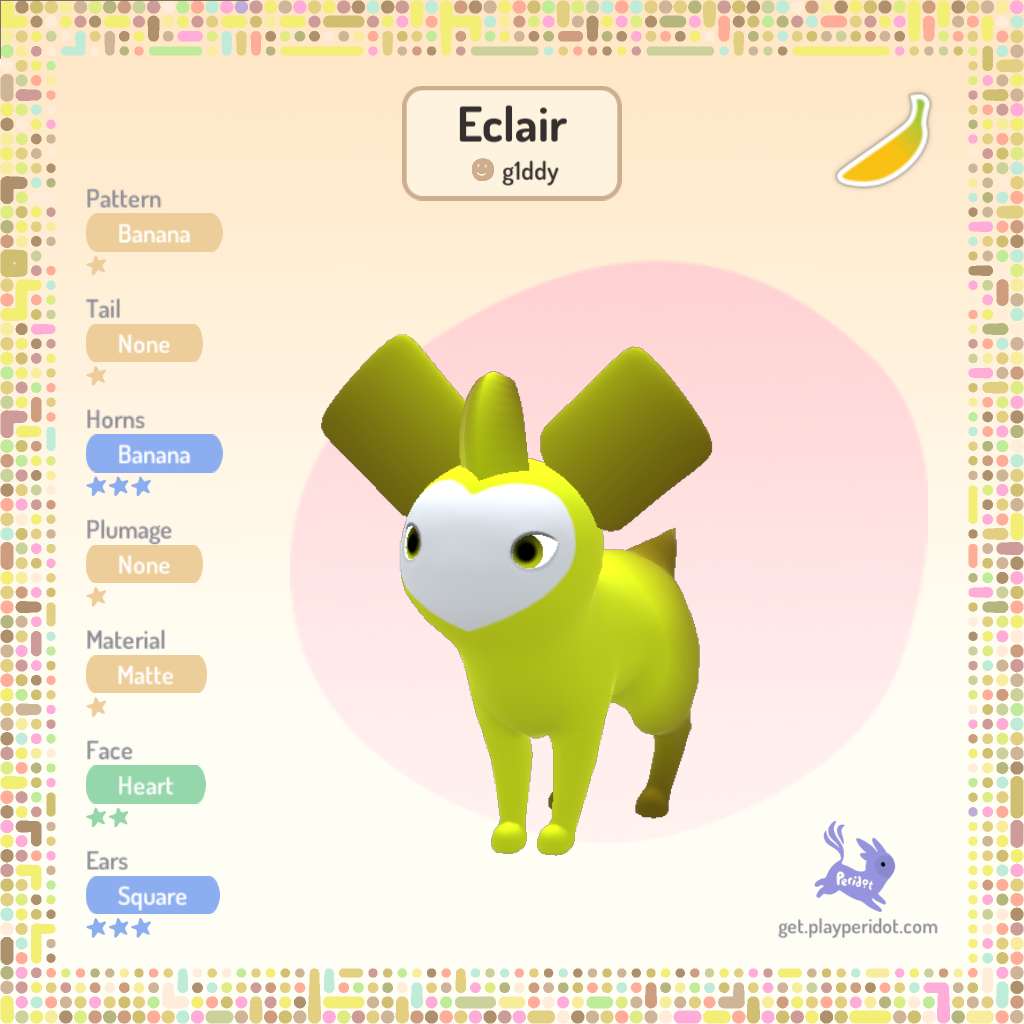 Eclair
g1ddy
Pattern
Banana
Tail
None
Horns
Banana
Plumage
None
Material
Matte
Face
Heart
Ears
Square
Peridot
get.playperidot.com